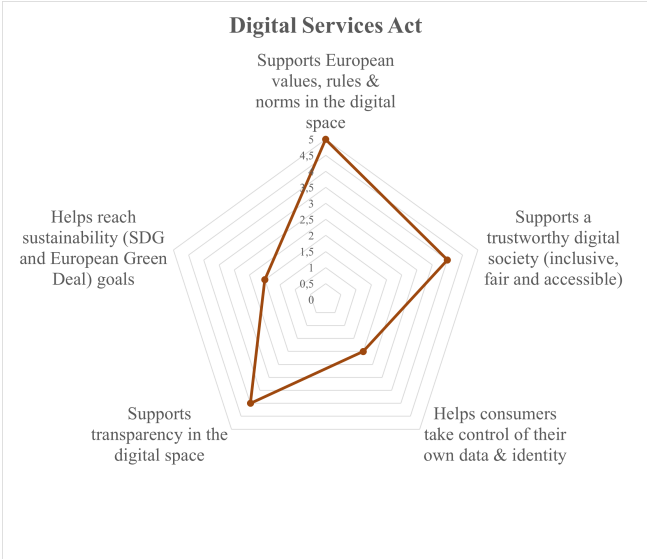 Digital Services Act
Supports European
values, rules &
norms in the digital
space
5
4,5
4
3,5
3
2,5
2
1,5
1
0,5
0
Supports a
trustworthy digital
society (inclusive,
fair and accessible)
Helps consumers
take control of their
own data & identity
Supports
transparency in the
digital space
Helps reach
sustainability (SDG
and European Green
Deal) goals